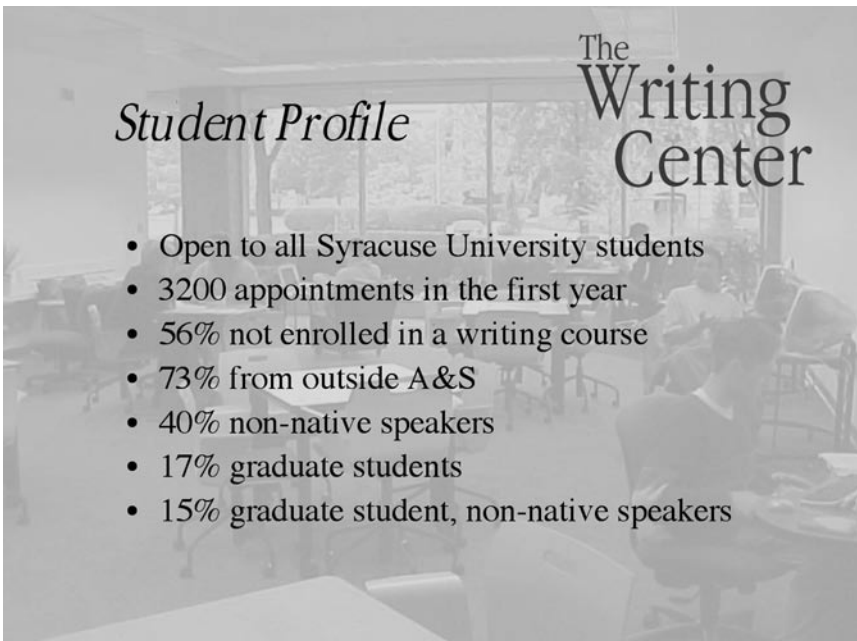 The
Writing
Center
Student Profile
• Open to all Syracuse University students
• 3200 appointments in the first year
• 56% not enrolled in a writing course
• 73% from outside A&S
• 40% non-native speakers
• 17% graduate students
• 15% graduate student, non-native speakers